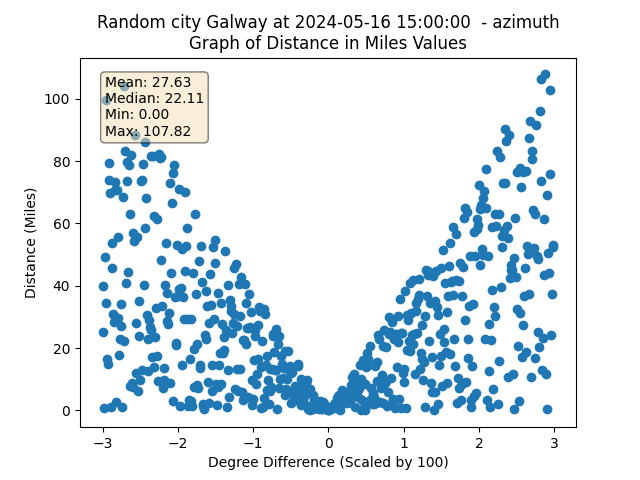 Random city Galway at 2024-05-16 15:00:00  - azimuth
Graph of Distance in Miles Values
Mean: 27.63
Median: 22.11
Min: 0.00
Max: 107.82
100
80
60
40
20
0
Distance (Miles)
−3 −2 −1 0 1 2 3
Degree Difference (Scaled by 100)